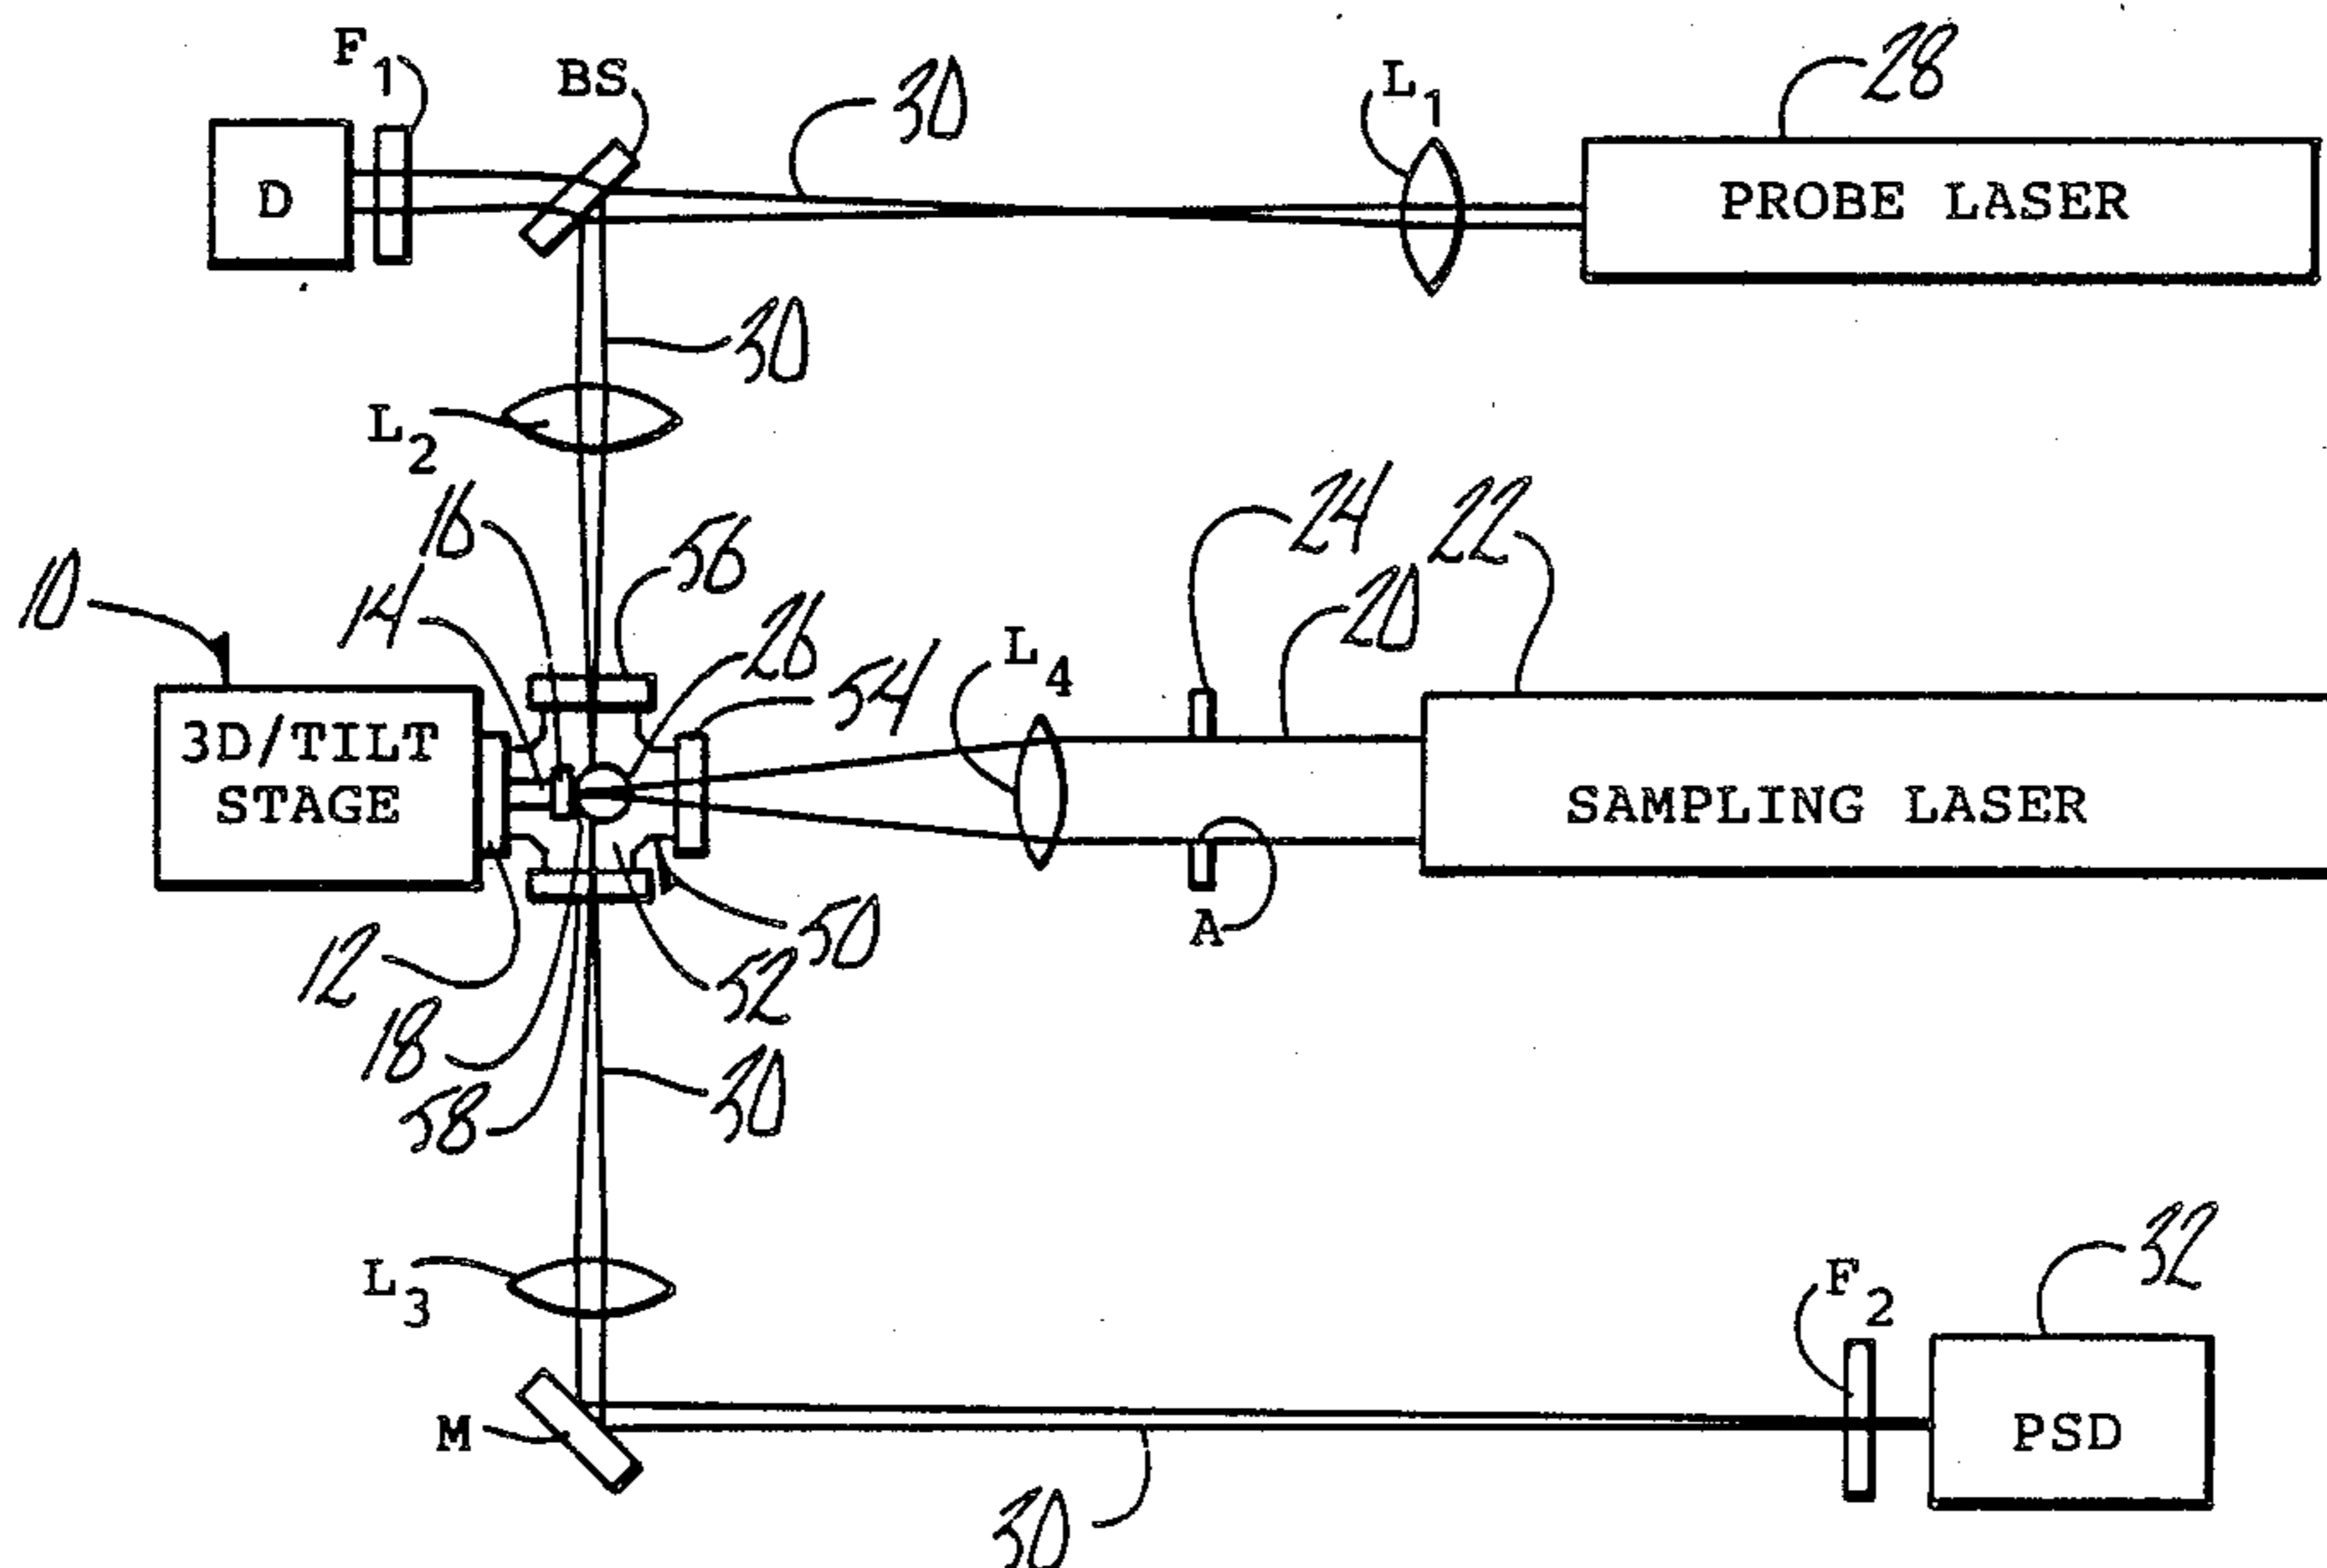 F1
BS
30
L1
28
D
PROBE LASER
30
L2
16
56
24
22
10
14
26
54
L4
20
3D/TILT
STAGE
SAMPLING LASER
12
50
A
52
18
58
30
L3
F2
32
M
PSD
30